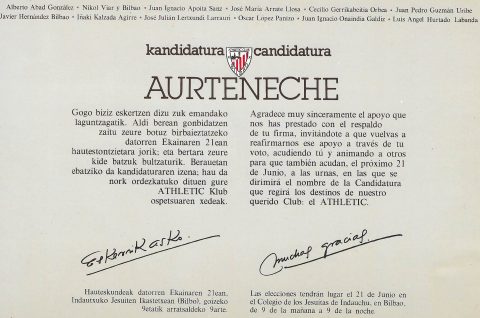 Alberto Abad González • Nikol Viar y Bilbao • Juan Ignacio Apoita Sanz • José María Arrate Llosa • Cecilio Gerrikabeitia Orbea • Juan Pedro Guzmán Uribe
Javier Hernández Bilbao • Iñaki Kalzada Agirre • José Julián Lertxundi Larrauri • Oscar López Panizo • Juan Ignacio Onaindia Galdiz • Luis Angel Hurtado Labanda
kandidatura candidatura
AURTENECHE
Gogo biziz eskertzen dizu zuk emandako
laguntzagatik. Aldi berean gonbidatzen
zaitu zeure botuz birbaieztatzeko
datorren Ekainaren 21ean
hautestontzietara jorik; eta bertara zeure
kide batzuk bultzaturik. Berauetan
ebatziko da kandidaturaren izena; hau da
nork ordezkatuko dituen gure
ATHLETIC Klub
ospetsuaren xedeak.
Agradece muy sinceramente el apoyo que
nos has prestado con el respaldo
de tu firma, invitándote a que vuelvas a
reafirmarnos ese apoyo a través de tu
voto, acudiendo tú y animando a otros
para que también acudan, el próximo 21
de Junio, a las urnas, en las que se
dirimirá el nombre de la Candidatura
que regirá los destinos de nuestro
querido Club: el ATHLETIC.
Eskerrik asko.
muchas gracias.
Hauteskundeak datorren Ekainaren 21ean,
Indautxuko Jesuiten Ikastetxean (Bilbo), goizeko
9etatik arratsaldeko 9arte.
Las elecciones tendrán lugar el 21 de Junio en
el Colegio de los Jesuitas de Indauchu, en Bilbao,
de 9 de la mañana a 9 de la noche.